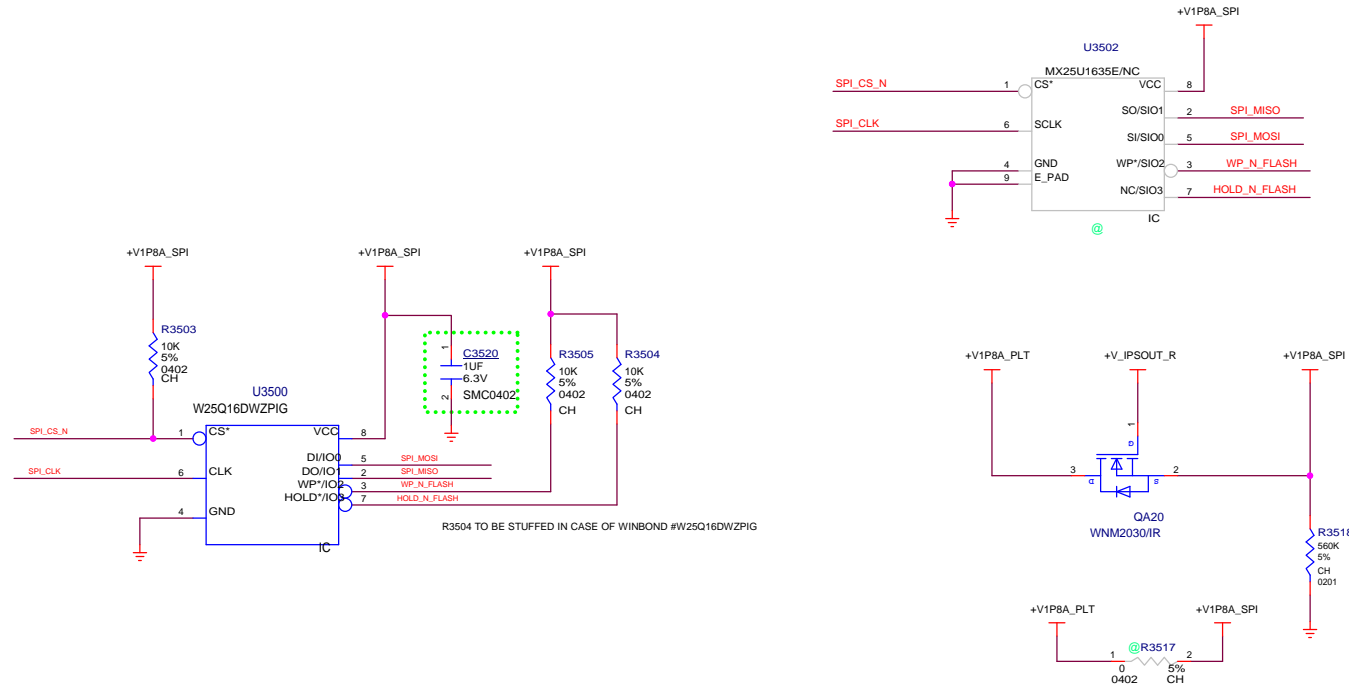 +V1P8A_SPI
U3502
MX25U1635E/NC
SPI_CS_N 1 CS* VCC 8
SO/SIO1 2 SPI_MISO
SPI_CLK 6 SCLK
SI/SIO0 5 SPI_MOSI
4 GND WP*/SIO2 3 WP_N_FLASH
9 E_PAD
NC/SIO3 7 HOLD_N_FLASH
IC
@
+V1P8A_SPI
+V1P8A_SPI
+V1P8A_SPI
R3503
10K
5%
0402
CH
1
C3520
1UF
6.3V
2
SMC0402
R3505
10K
5%
0402
CH
R3504
10K
5%
0402
CH
U3500
W25Q16DWZPIG
SPI_CS_N 1 CS* VCC 8
DI/IO0 5 SPI_MOSI
SPI_CLK 6 CLK DO/IO1 2 SPI_MISO
WP*/IO2 3 WP_N_FLASH
HOLD*/IO3 7 HOLD_N_FLASH
4 GND
IC
R3504 TO BE STUFFED IN CASE OF WINBOND #W25Q16DWZPIG
+V1P8A_PLT
+V_IPSOUT_R
+V1P8A_SPI
1
G
3 2
D S
QA20
WNM2030/IR
R3518
560K
5%
CH
0201
+V1P8A_PLT
+V1P8A_SPI
@R3517
1 2
0 5%
0402 CH